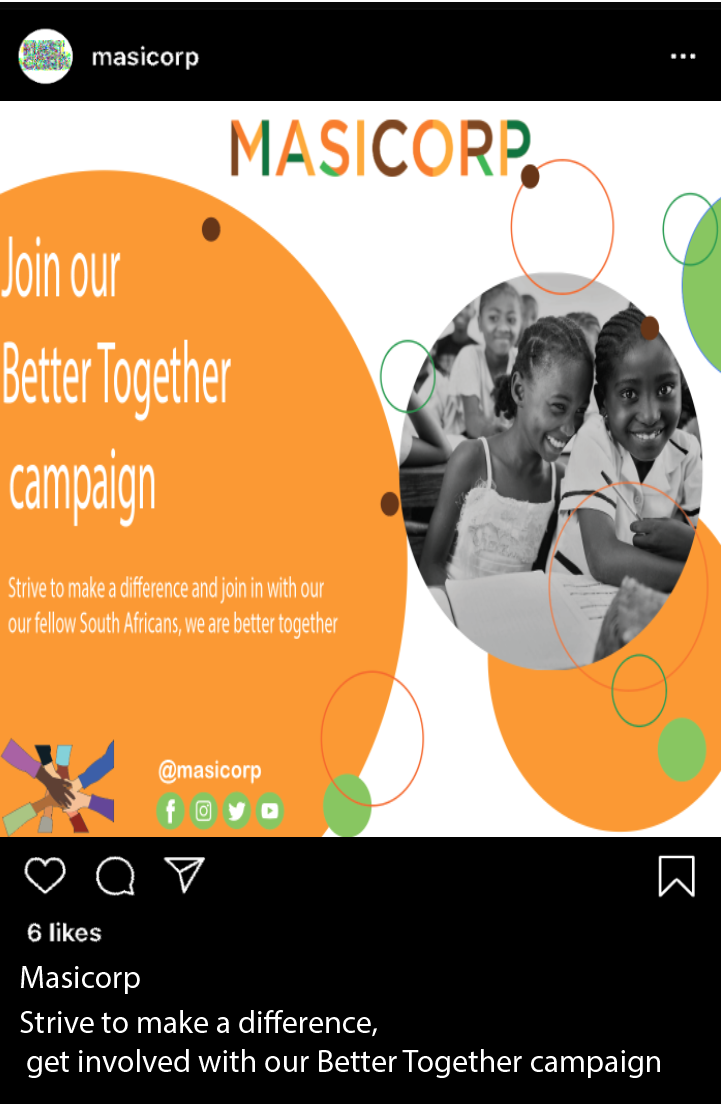 masicorp
MASICORP
Join our
Better Together
campaign
Strive to make a difference and join in with our
our fellow South Africans, we are better together
@masicorp
6 likes
Masicorp
Strive to make a difference,
get involved with our Better Together campaign